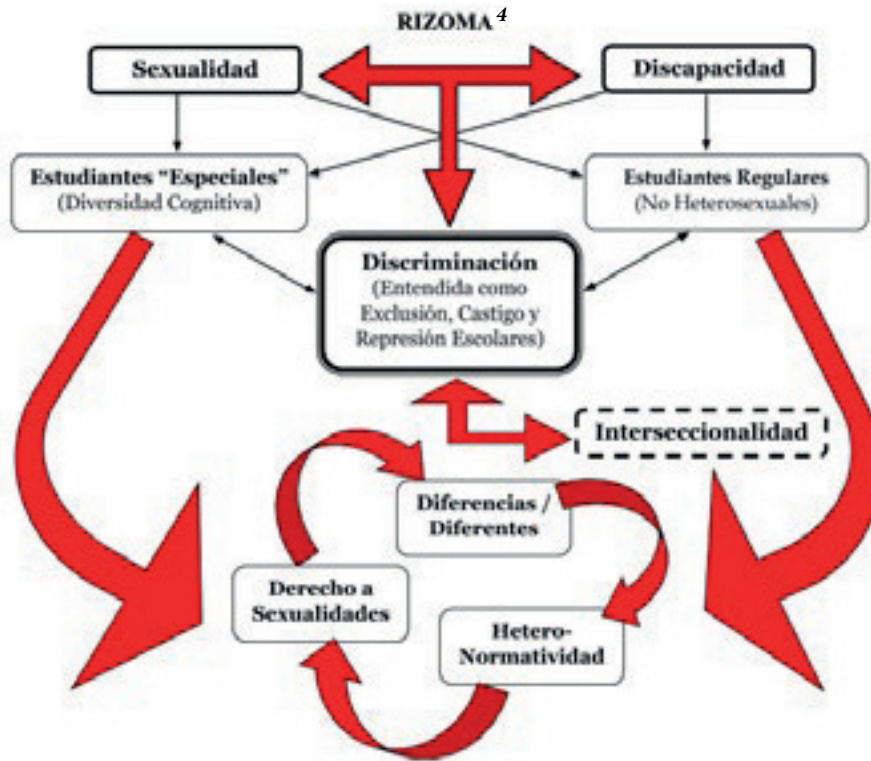 RIZOMA 4
Sexualidad
Discapacidad
Estudiantes “Especiales”
(Diversidad Cognitiva)
Estudiantes Regulares
(No Heterosexuales)
Discriminación
(Entendida como
Exclusión, Castigo y
Represión Escolares)
Interseccionalidad
Diferencias /
Diferentes
Derecho a
Sexualidades
Hetero-
Normatividad